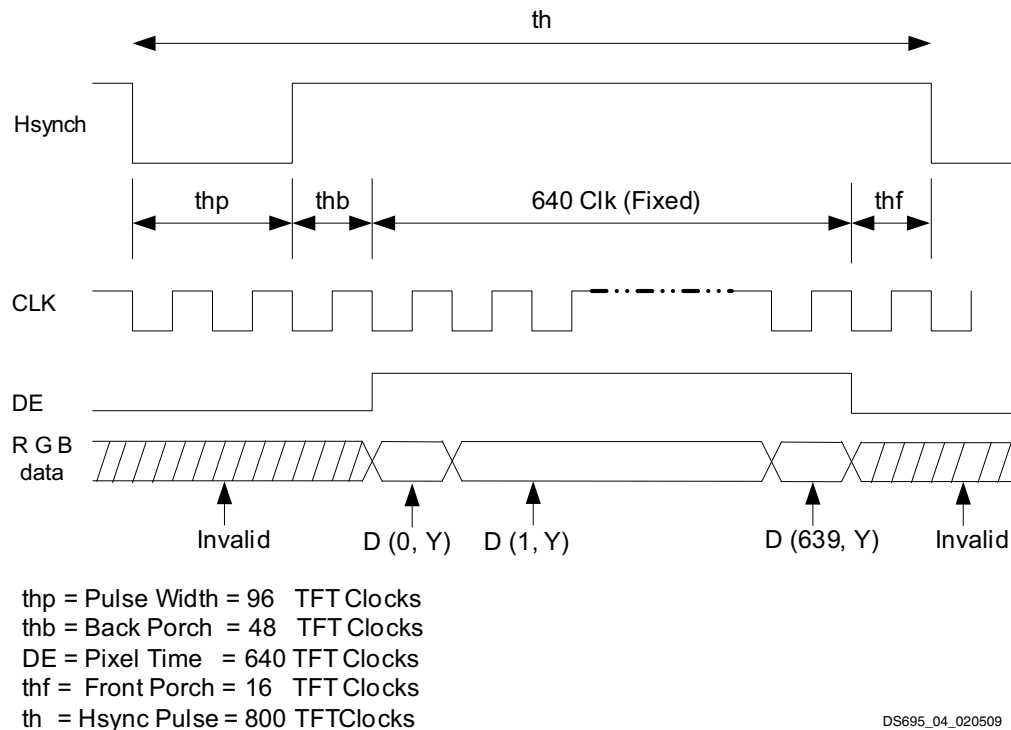 th
Hsynch
thp
thb
640 Clk (Fixed)
thf
CLK
DE
R G B
data
Invalid
D (0, Y)
D (1, Y)
D (639, Y)
Invalid
thp = Pulse Width = 96 TFT Clocks
thb = Back Porch = 48 TFT Clocks
DE = Pixel Time = 640 TFT Clocks
thf = Front Porch = 16 TFT Clocks
th = Hsync Pulse = 800 TFTClocks
DS695_04_020509